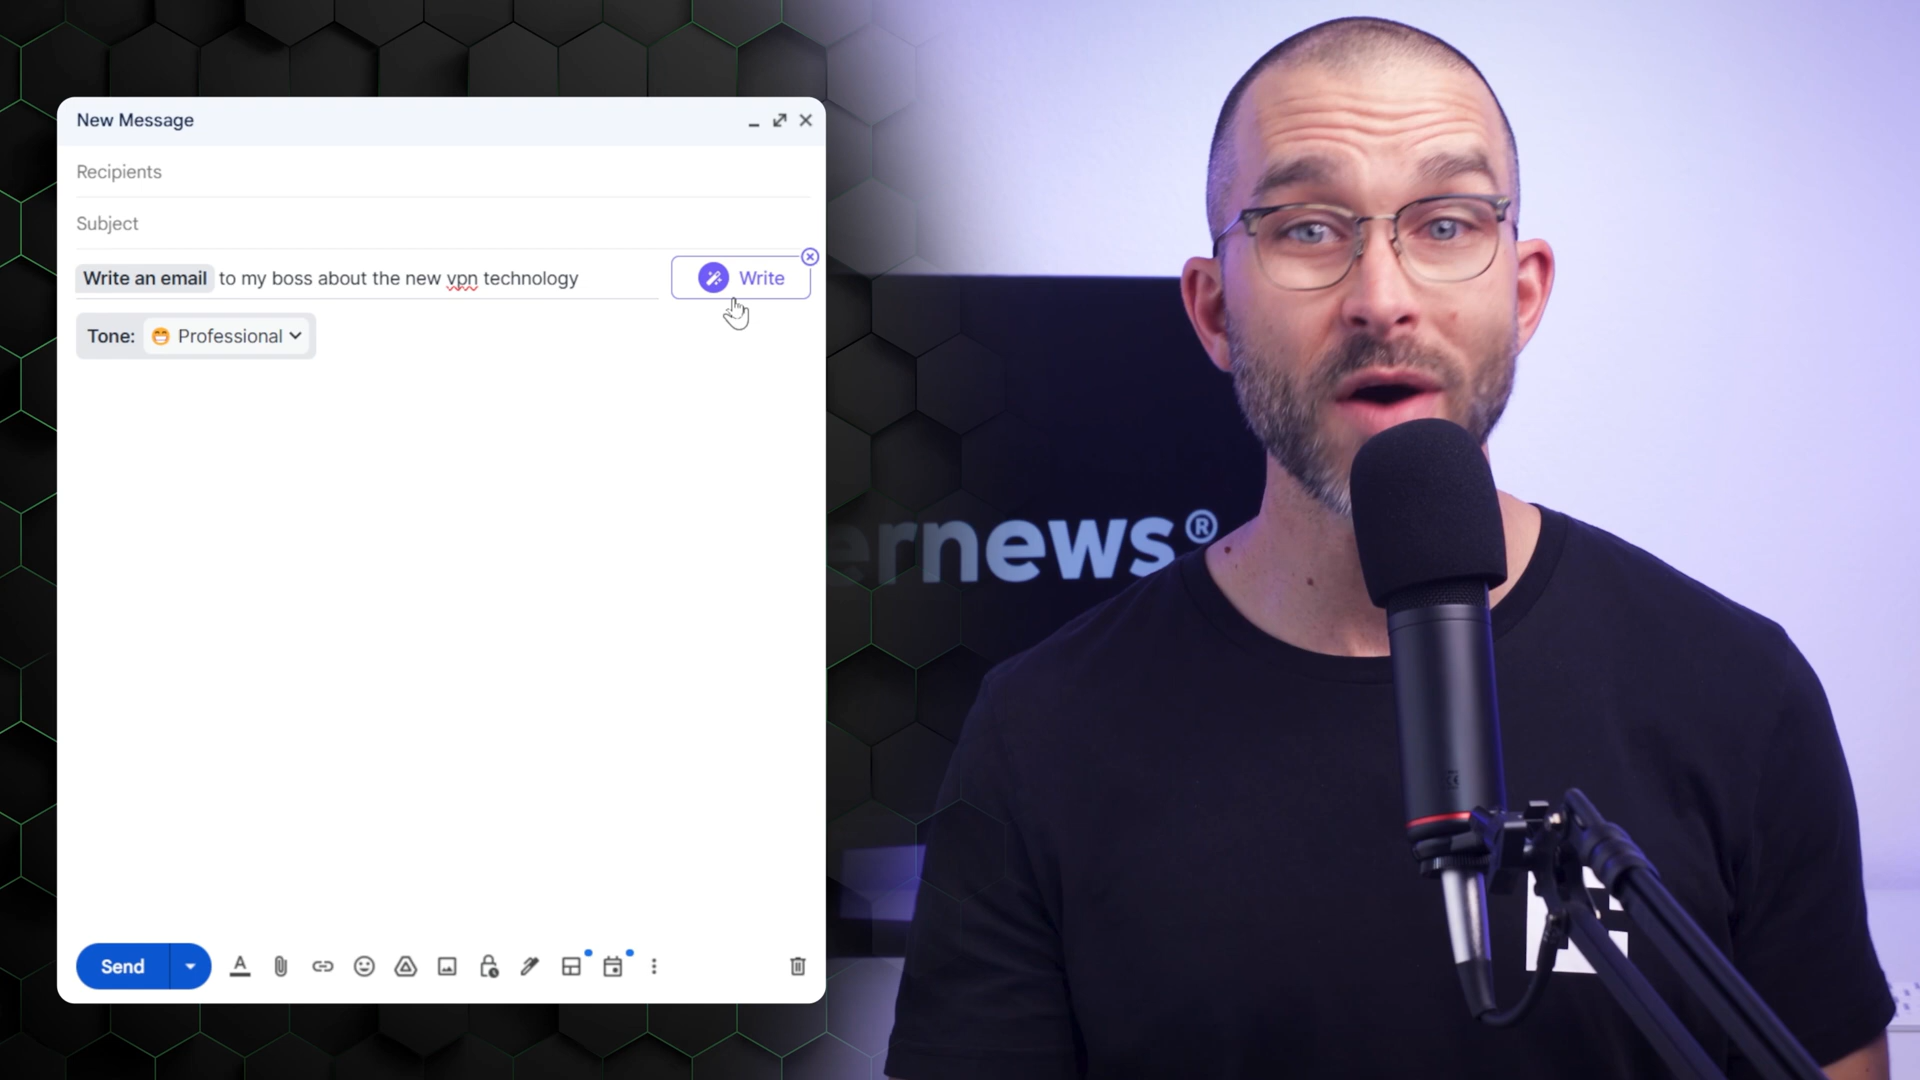 New Message
Recipients
Subject
Write an email to my boss about the new vpn technology
Write
Tone: 😁 Professional
Send
ernews®